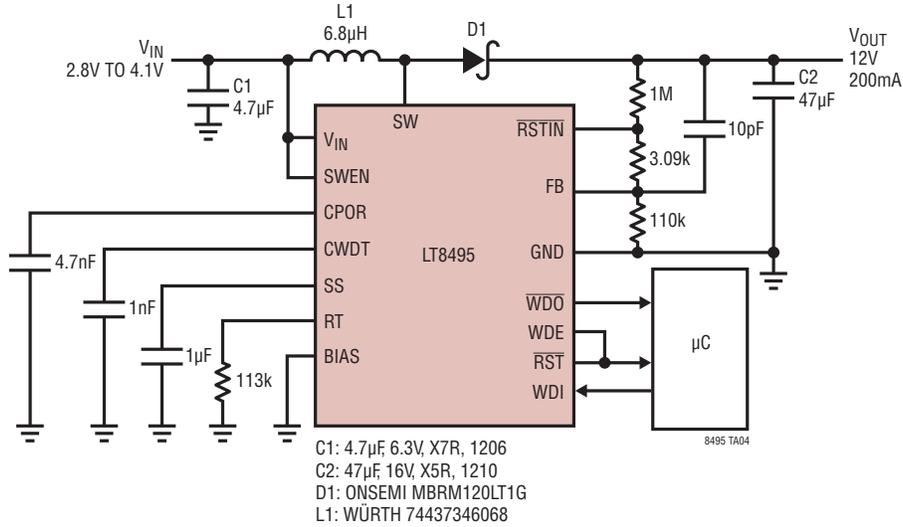 L1
6.8µH
D1
VIN
2.8V TO 4.1V
VOUT
12V
200mA
C1
4.7µF
C2
47µF
1M
10pF
3.09k
110k
SW
VIN
SWEN
CPOR
CWDT
SS
RT
BIAS
LT8495
RSTIN
FB
GND
WDO
WDE
RST
WDI
µC
4.7nF
1nF
1µF
113k
8495 TA04
C1: 4.7µF, 6.3V, X7R, 1206
C2: 47µF, 16V, X5R, 1210
D1: ONSEMI MBRM120LT1G
L1: WÜRTH 74437346068